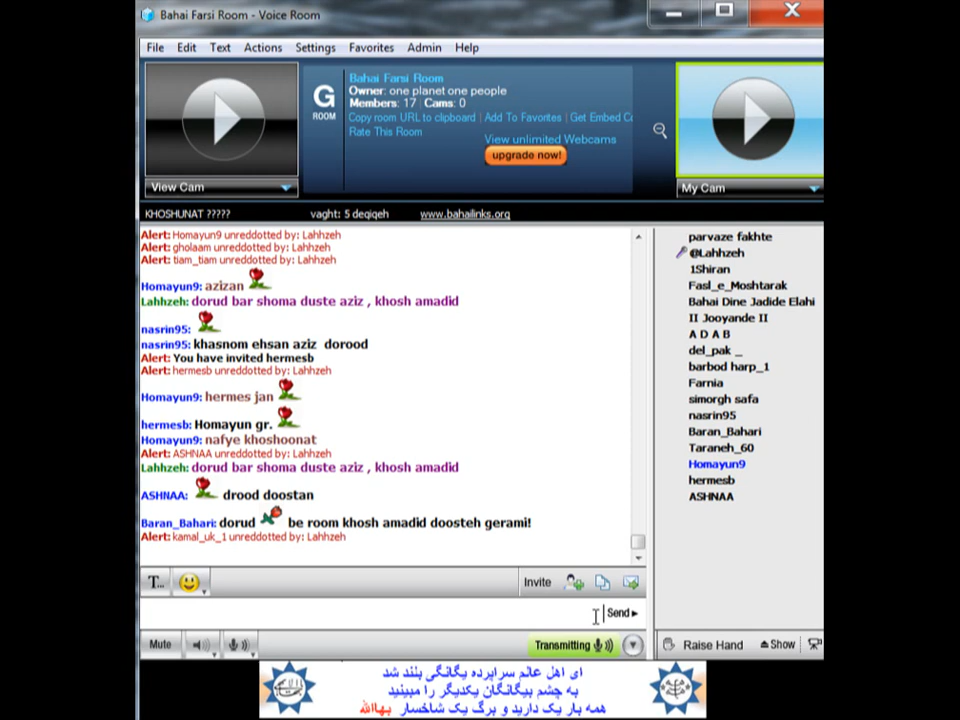 Bahai Farsi Room - Voice Room
File Edit Text Actions Settings Favorites Admin Help
G ROOM
Bahai Farsi Room
Owner: one planet one people
Members: 17 | Cams: 0
Copy room URL to clipboard | Add To Favorites | Get Embed Co
Rate This Room
View unlimited Webcams
upgrade now!
View Cam
My Cam
KHOSHUNAT ????? vaght: 5 deqiqeh www.bahailinks.org
Alert: Homayun9 unreddotted by: Lahhzeh
Alert: gholaam unreddotted by: Lahhzeh
Alert: tiam_tiam unreddotted by: Lahhzeh
Homayun9: azizan
Lahhzeh: dorud bar shoma duste aziz , khosh amadid
nasrin95:
nasrin95: khasnom ehsan aziz dorood
Alert: You have invited hermesb
Alert: hermesb unreddotted by: Lahhzeh
Homayun9: hermes jan
hermesb: Homayun gr.
Homayun9: nafye khoshoonat
Alert: ASHNAA unreddotted by: Lahhzeh
Lahhzeh: dorud bar shoma duste aziz , khosh amadid
ASHNAA: drood doostan
Baran_Bahari: dorud be room khosh amadid doosteh gerami!
Alert: kamal_uk_1 unreddotted by: Lahhzeh
parvaze fakhte
@Lahhzeh
1Shiran
Fasl_e_Moshtarak
Bahai Dine Jadide Elahi
II Jooyande II
A D A B
del_pak _
barbod harp_1
Farnia
simorgh safa
nasrin95
Baran_Bahari
Taraneh_60
Homayun9
hermesb
ASHNAA
T... Invite
Send
Mute Transmitting Raise Hand Show
ای اهل عالم سراپرده یگانگی بلند شد
به چشم بیگانگان یکدیگر را مبینید
همه بار یک دارید و برگ یک شاخسار بهاالله